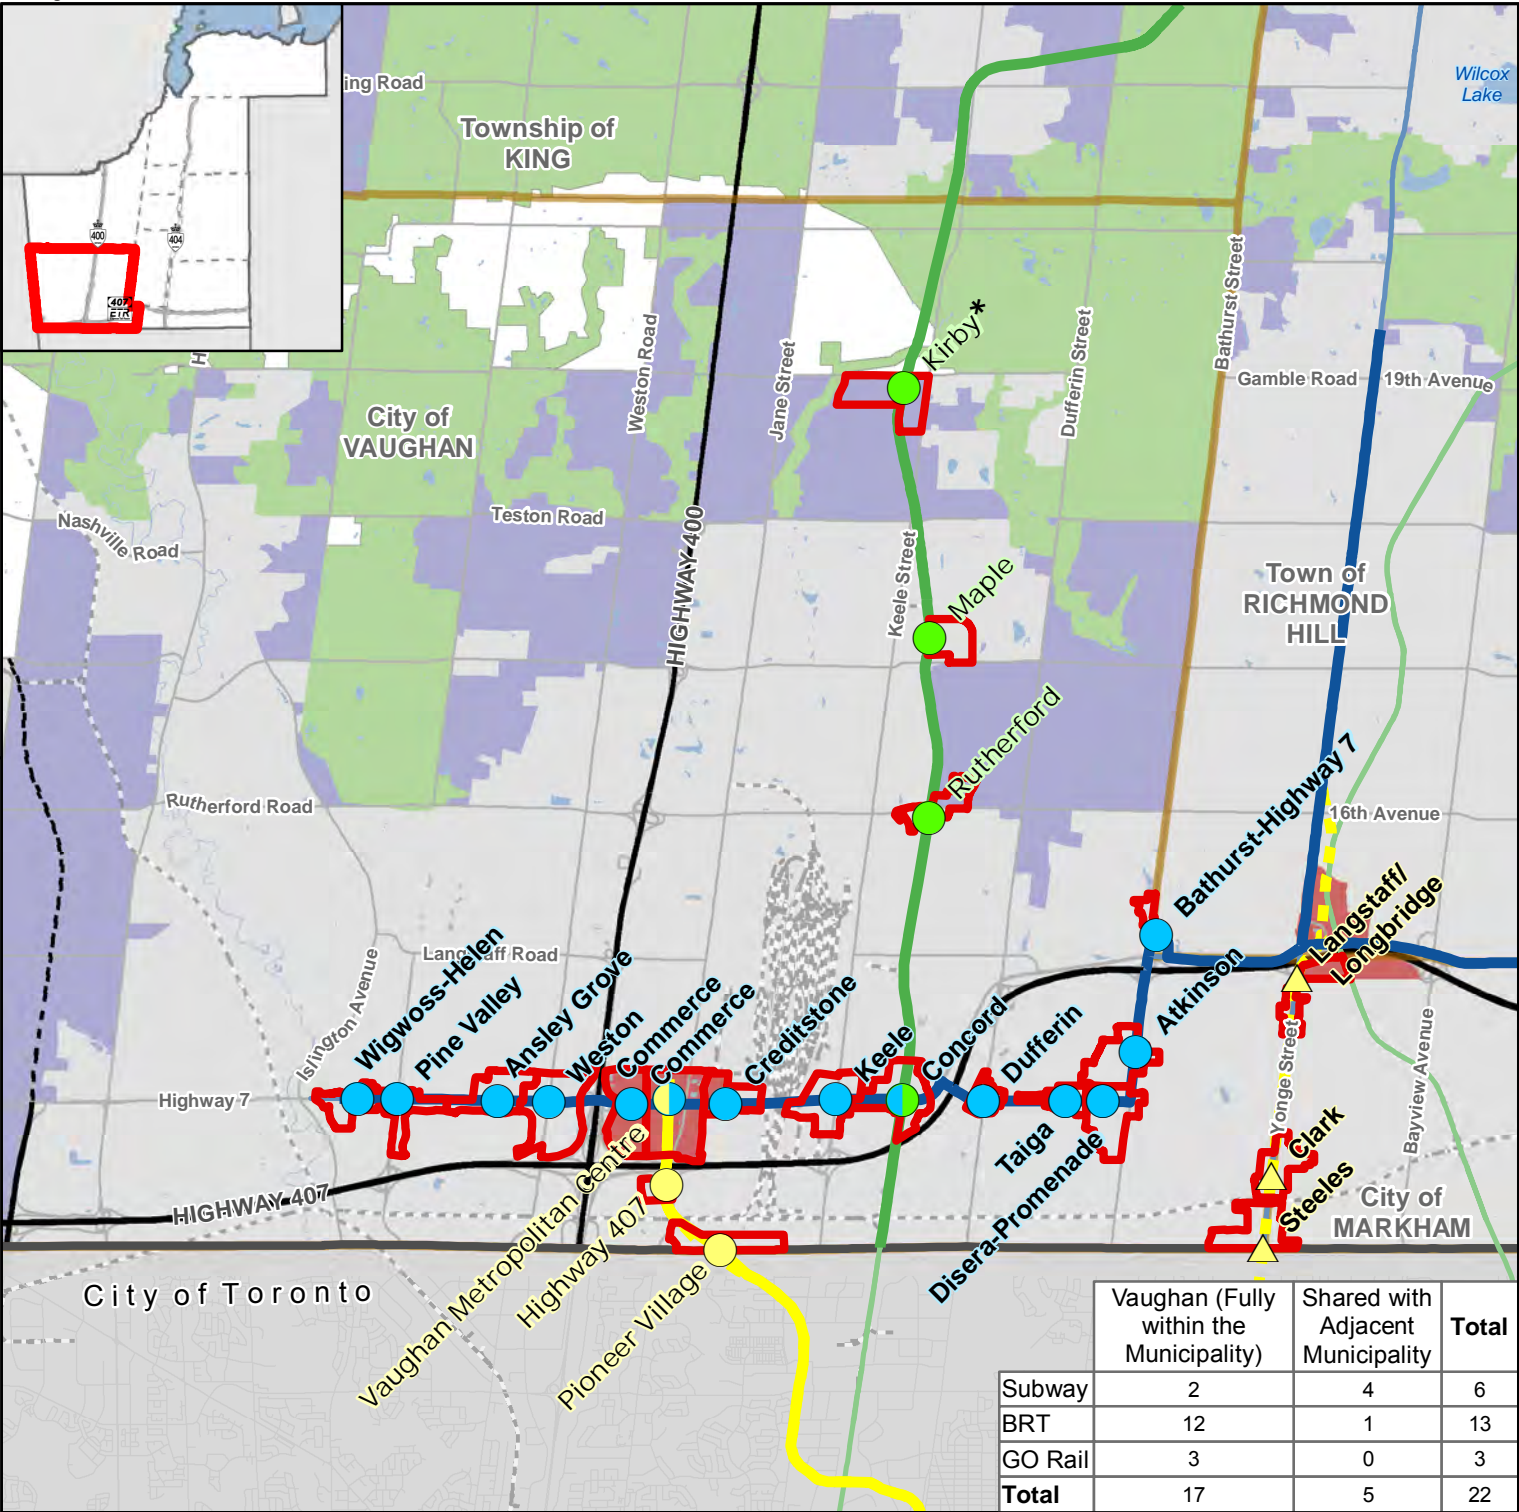 ing Road
Township of
KING
Wilcox
Lake
400
404
407
ETR
H
Weston Road
Jane Street
Kirby*
Dufferin Street
Bathurst Street
Gamble Road
19th Avenue
City of
VAUGHAN
Teston Road
Nashville Road
HIGHWAY 400
Keele Street
Maple
Town of
RICHMOND
HILL
Rutherford
Rutherford Road
Bathurst-Highway 7
16th Avenue
Langstaff Road
Islington Avenue
Wigwoss-Helen
Pine Valley
Ansley Grove
Weston
Commerce
Commerce
Creditstone
Keele
Concord
Dufferin
Atkinson
Langstaff/
Longbridge
Highway 7
Taiga
Disera-Promenade
Yonge Street
Bayview Avenue
Clark
Steeles
City of
MARKHAM
HIGHWAY 407
Vaughan Metropolitan Centre
Highway 407
Pioneer Village
City of Toronto
Vaughan (Fully within the Municipality) Shared with Adjacent Municipality Total
Subway 2 4 6
BRT 12 1 13
GO Rail 3 0 3
Total 17 5 22